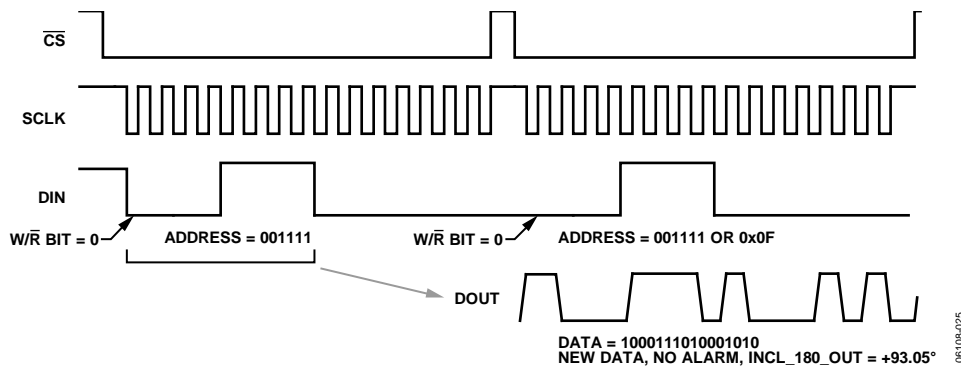 CS
SCLK
DIN
W/R BIT = 0
ADDRESS = 001111
W/R BIT = 0
ADDRESS = 001111 OR 0x0F
DOUT
DATA = 1000111010001010
NEW DATA, NO ALARM, INCL_180_OUT = +93.05°
06108-025